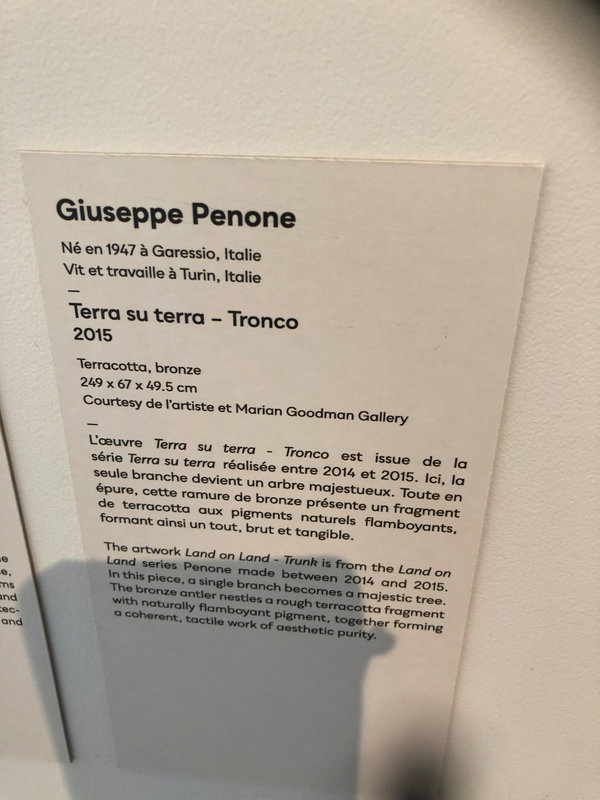 Giuseppe Penone
Né en 1947 à Garessio, Italie
Vit et travaille à Turin, Italie
—
Terra su terra – Tronco
2015
Terracotta, bronze
249 x 67 x 49.5 cm
Courtesy de l'artiste et Marian Goodman Gallery
—
L'œuvre Terra su terra - Tronco est issue de la
série Terra su terra réalisée entre 2014 et 2015. Ici, la
seule branche devient un arbre majestueux. Toute en
épure, cette ramure de bronze présente un fragment
de terracotta aux pigments naturels flamboyants,
formant ainsi un tout, brut et tangible.
The artwork Land on Land - Trunk is from the Land on
Land series Penone made between 2014 and 2015.
In this piece, a single branch becomes a majestic tree.
The bronze antler nestles a rough terracotta fragment
with naturally flamboyant pigment, together forming
a coherent, tactile work of aesthetic purity.
and
and